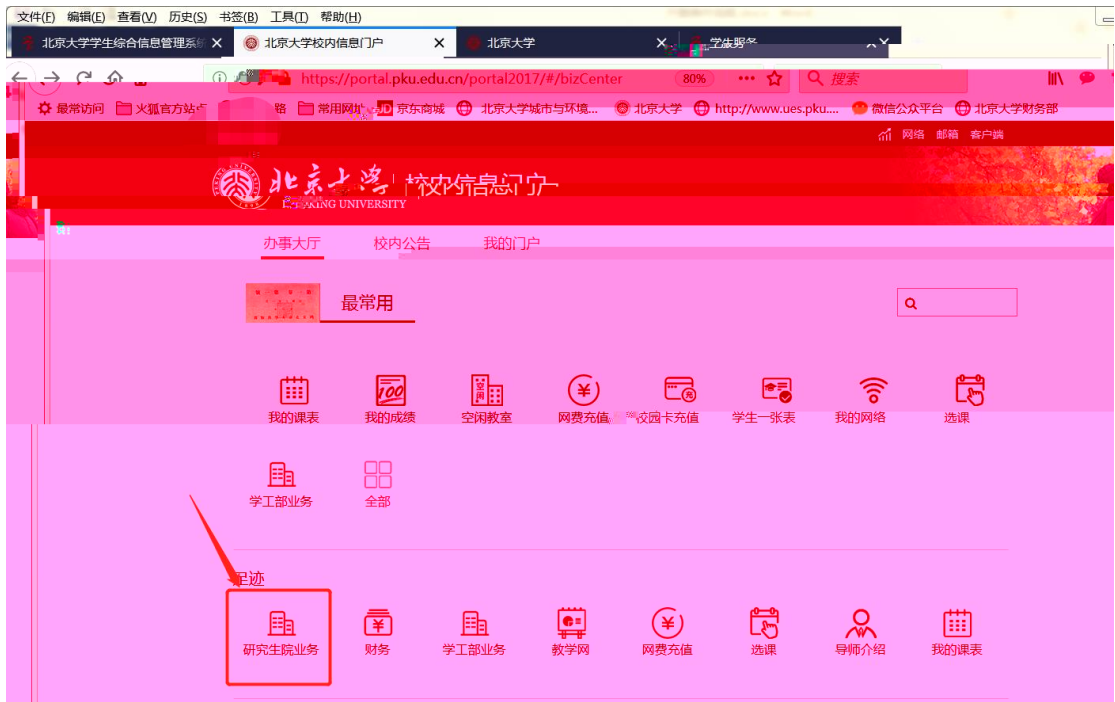 文件(F) 编辑(E) 查看(V) 历史(S) 书签(B) 工具(T) 帮助(H)
北京大学学生综合信息管理系统 北京大学校内信息门户 北京大学
https://portal.pku.edu.cn/portal2017/#/bizCenter 80% 搜索
最常访问 火狐官方站点 常用网址 JD 京东商城 北京大学城市与环境... 北京大学 http://www.ues.pku.... 微信公众平台 北京大学财务部
网络 邮箱 客户端
北京大学 校内信息门户
PEKING UNIVERSITY
办事大厅 校内公告 我的门户
最常用
100 空闲
我的课表 我的成绩 空闲教室 网费充值 校园卡充值 学生一张表 我的网络 选课
学工部业务 全部
足迹
研究生院业务 财务 学工部业务 教学网 网费充值 选课 导师介绍 我的课表